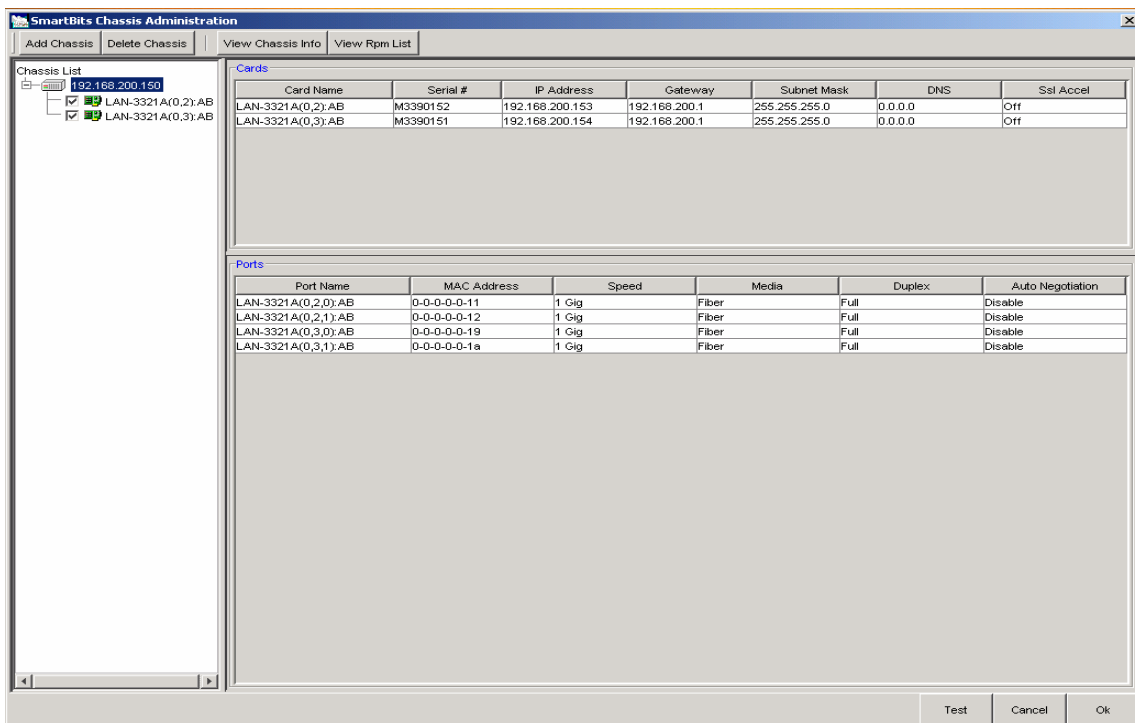 SmartBits Chassis Administration
Add Chassis Delete Chassis View Chassis Info View Rpm List
Chassis List
192.168.200.150
LAN-3321A(0,2):AB
LAN-3321A(0,3):AB
Cards
Card Name Serial # IP Address Gateway Subnet Mask DNS Ssl Accel
LAN-3321A(0,2):AB M3390152 192.168.200.153 192.168.200.1 255.255.255.0 0.0.0.0 Off
LAN-3321A(0,3):AB M3390151 192.168.200.154 192.168.200.1 255.255.255.0 0.0.0.0 Off
Ports
Port Name MAC Address Speed Media Duplex Auto Negotiation
LAN-3321A(0,2,0):AB 0-0-0-0-0-11 1 Gig Fiber Full Disable
LAN-3321A(0,2,1):AB 0-0-0-0-0-12 1 Gig Fiber Full Disable
LAN-3321A(0,3,0):AB 0-0-0-0-0-19 1 Gig Fiber Full Disable
LAN-3321A(0,3,1):AB 0-0-0-0-0-1a 1 Gig Fiber Full Disable
Test Cancel Ok